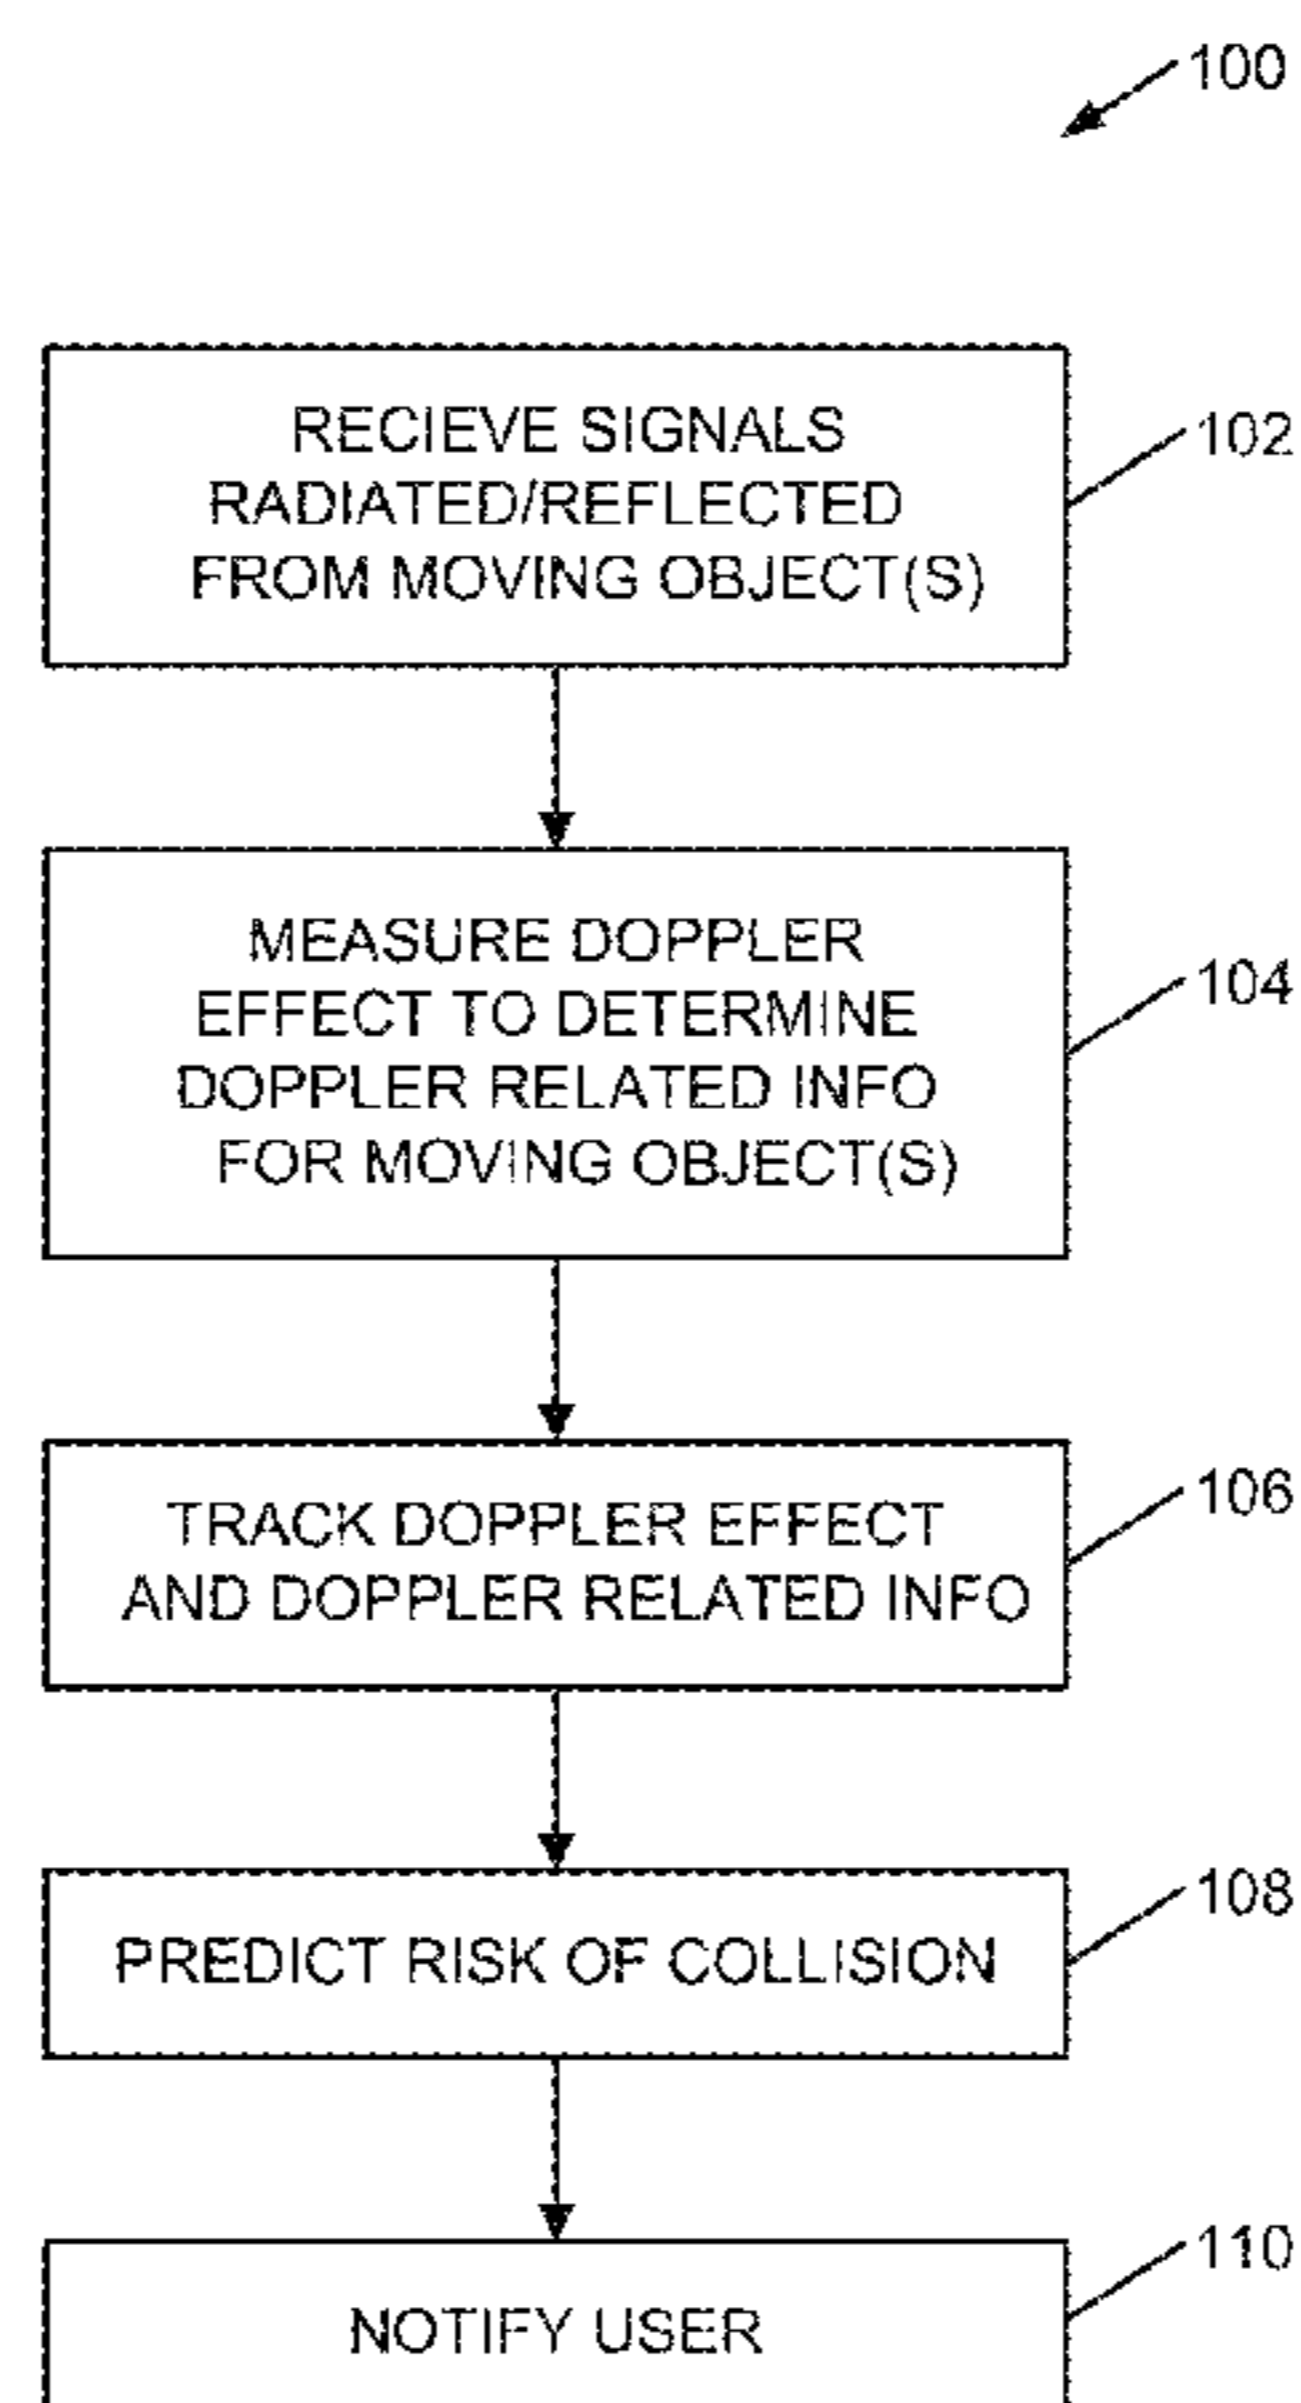 100
RECIEVE SIGNALS
RADIATED/REFLECTED
FROM MOVING OBJECT(S)
102
MEASURE DOPPLER
EFFECT TO DETERMINE
DOPPLER RELATED INFO
FOR MOVING OBJECT(S)
104
TRACK DOPPLER EFFECT
AND DOPPLER RELATED INFO
106
PREDICT RISK OF COLLISION
108
NOTIFY USER
110